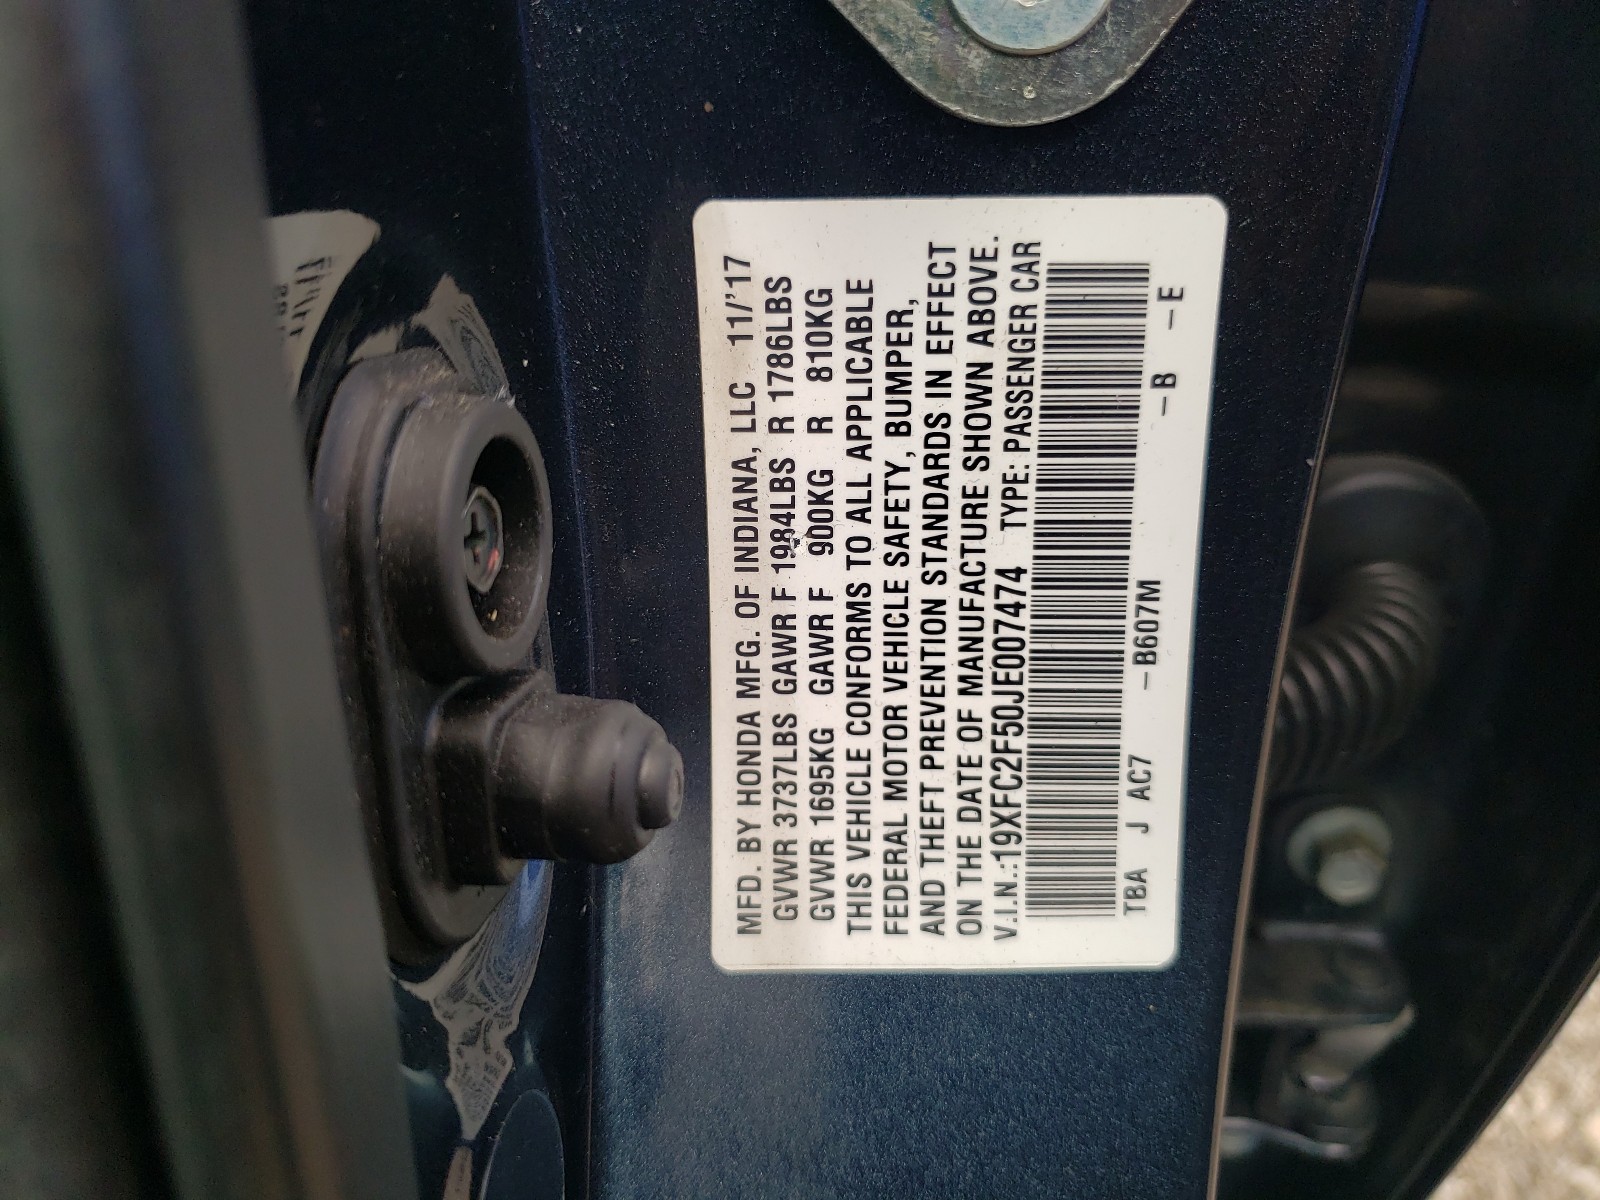 MFD. BY HONDA MFG. OF INDIANA, LLC 11/'17
GVWR 3737LBS GAWR F 1984LBS R 1786LBS
GVWR 1695KG GAWR F 900KG R 810KG
THIS VEHICLE CONFORMS TO ALL APPLICABLE
FEDERAL MOTOR VEHICLE SAFETY, BUMPER,
AND THEFT PREVENTION STANDARDS IN EFFECT
ON THE DATE OF MANUFACTURE SHOWN ABOVE.
V.I.N.:19XFC2F50JE007474 TYPE: PASSENGER CAR
TBA J AC7 -B607M -B -E